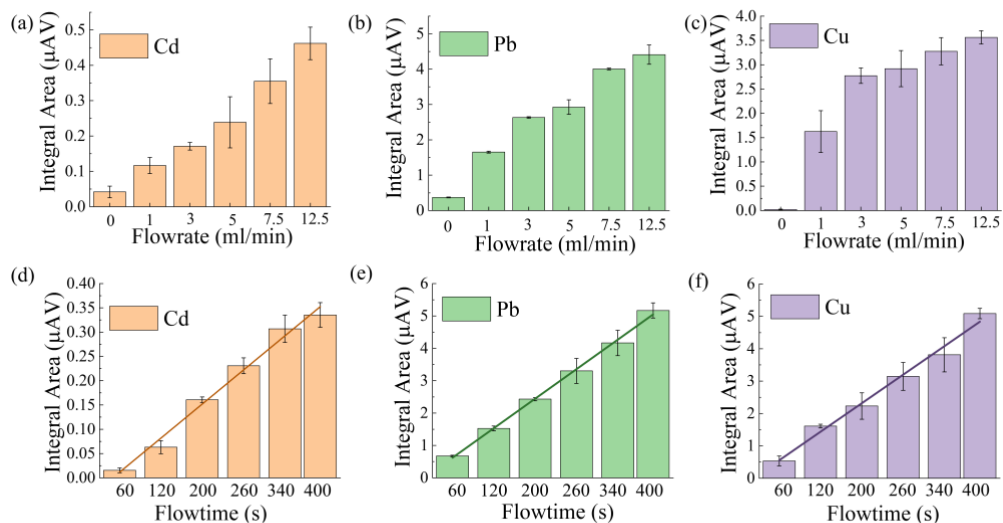 (a)
Cd
Integral Area (µAV)
0.5
0.4
0.3
0.2
0.1
0.0
0 1 3 5 7.5 12.5
Flowrate (ml/min)
(b)
Pb
Integral Area (µAV)
6
5
4
3
2
1
0
0 1 3 5 7.5 12.5
Flowrate (ml/min)
(c)
Cu
Integral Area (µAV)
4.0
3.5
3.0
2.5
2.0
1.5
1.0
0.5
0.0
0 1 3 5 7.5 12.5
Flowrate (ml/min)
(d)
Cd
Integral Area (µAV)
0.40
0.35
0.30
0.25
0.20
0.15
0.10
0.05
0.00
60 120 200 260 340 400
Flowtime (s)
(e)
Pb
Integral Area (µAV)
6
5
4
3
2
1
0
60 120 200 260 340 400
Flowtime (s)
(f)
Cu
Integral Area (µAV)
6
5
4
3
2
1
0
60 120 200 260 340 400
Flowtime (s)